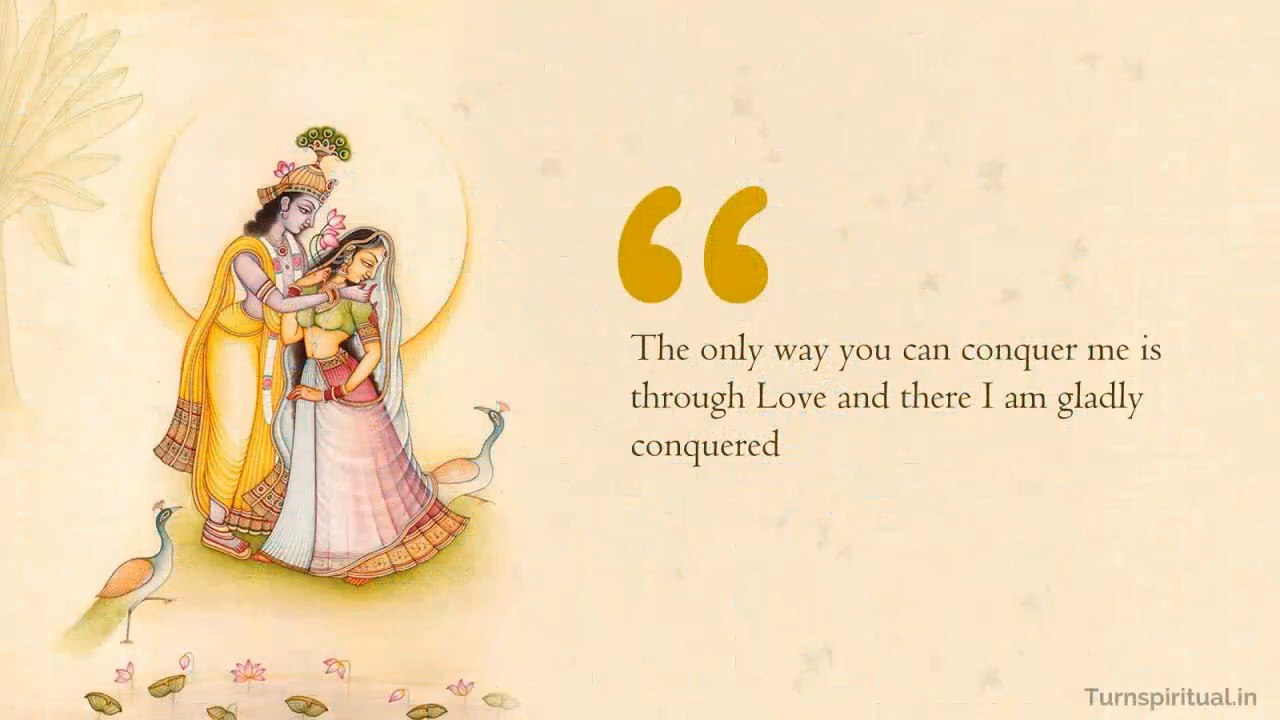 “
The only way you can conquer me is
through Love and there I am gladly
conquered
Turnspiritual.in